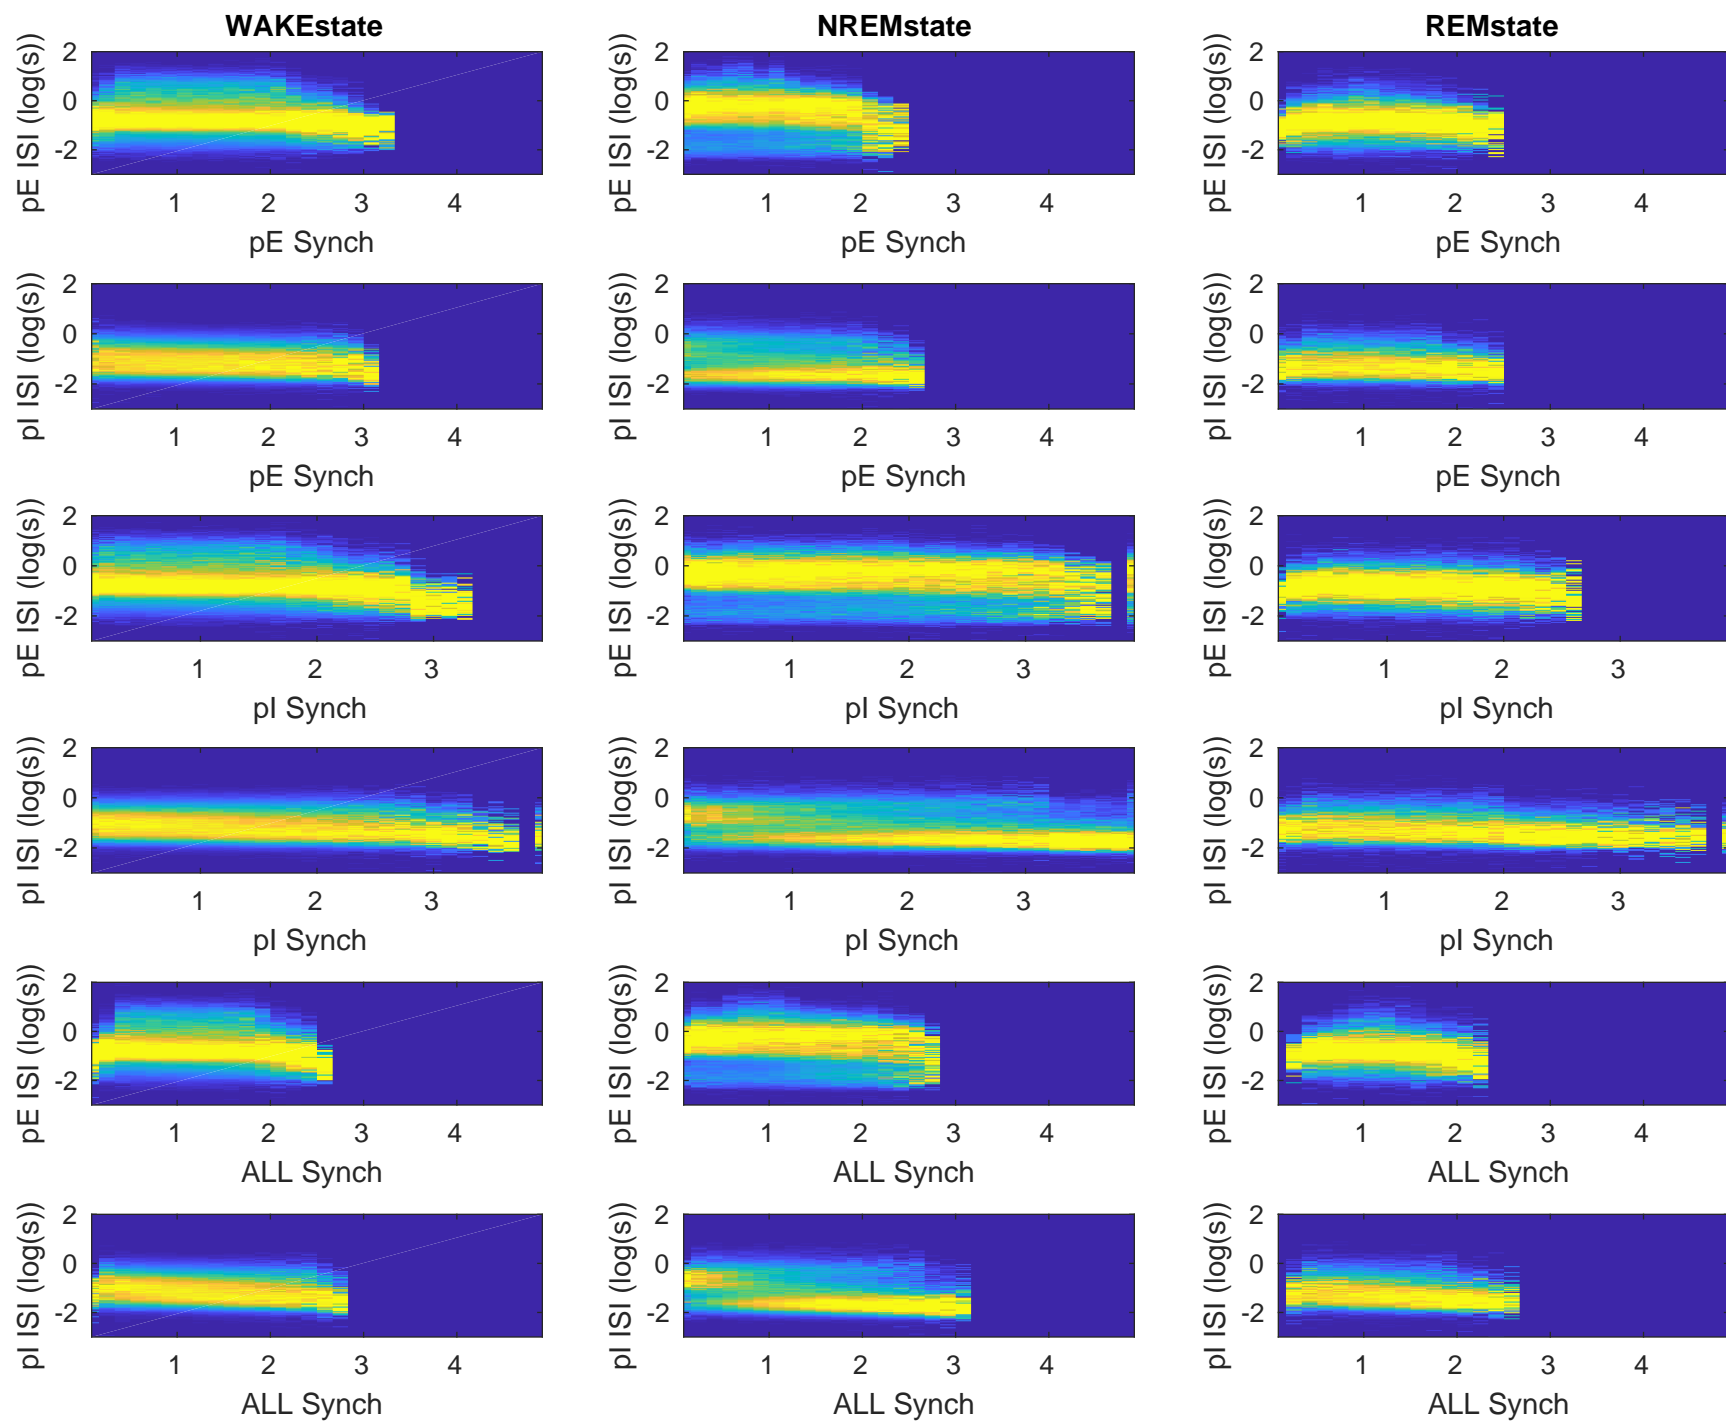 WAKEstate NREMstate REMstate
2 2 2
0 0 0
-2 -2 -2
pE ISI (log(s)) pE ISI (log(s)) pE ISI (log(s))
1 2 3 4 1 2 3 4 1 2 3 4
pE Synch pE Synch pE Synch
2 2 2
0 0 0
-2 -2 -2
pI ISI (log(s)) pI ISI (log(s)) pI ISI (log(s))
1 2 3 4 1 2 3 4 1 2 3 4
pE Synch pE Synch pE Synch
2 2 2
0 0 0
-2 -2 -2
pE ISI (log(s)) pE ISI (log(s)) pE ISI (log(s))
1 2 3 1 2 3 1 2 3
pI Synch pI Synch pI Synch
2 2 2
0 0 0
-2 -2 -2
pI ISI (log(s)) pI ISI (log(s)) pI ISI (log(s))
1 2 3 1 2 3 1 2 3
pI Synch pI Synch pI Synch
2 2 2
0 0 0
-2 -2 -2
pE ISI (log(s)) pE ISI (log(s)) pE ISI (log(s))
1 2 3 4 1 2 3 4 1 2 3 4
ALL Synch ALL Synch ALL Synch
2 2 2
0 0 0
-2 -2 -2
pI ISI (log(s)) pI ISI (log(s)) pI ISI (log(s))
1 2 3 4 1 2 3 4 1 2 3 4
ALL Synch ALL Synch ALL Synch